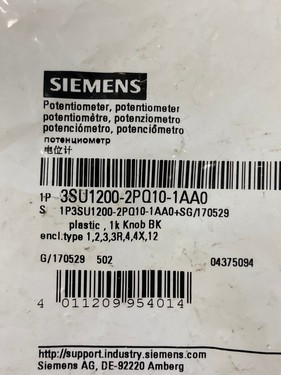 SIEMENS
Potentiometer, potentiometer
potentiomètre, potenziometro
potenciómetro, potenciómetro
потенциометр
电位计
1P 3SU1200-2PQ10-1AA0
S 1P3SU1200-2PQ10-1AA0+SG/170529
plastic , 1k Knob BK
encl.type 1,2,3,3R,4,4X,12
G/170529 502 04375094
4 011209 954014
http://support.industry.siemens.com
Siemens AG, DE-92220 Amberg